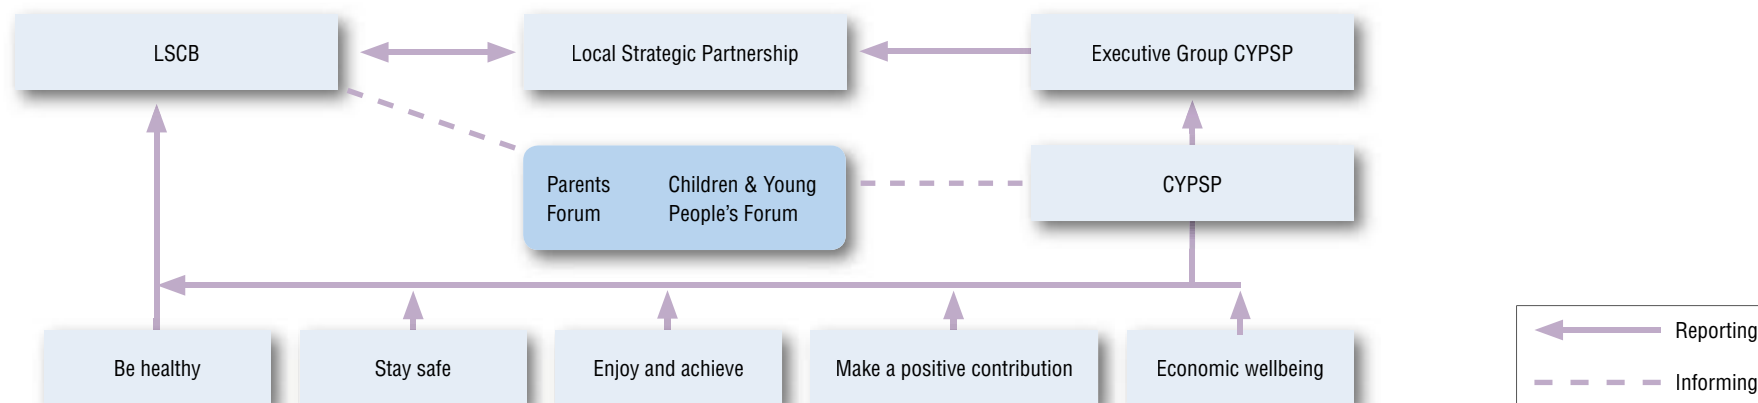 LSCB
Local Strategic Partnership
Executive Group CYPSP
Parents
Forum
Children & Young
People's Forum
CYPSP
Be healthy
Stay safe
Enjoy and achieve
Make a positive contribution
Economic wellbeing
Reporting
Informing